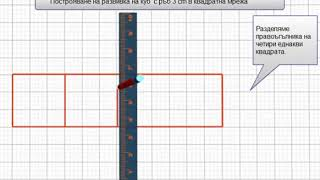 Построяване на развивка на куб с ръб 3 cm в квадратна мрежа
Разделяме
правоъгълника на
четири еднакви
квадрата.